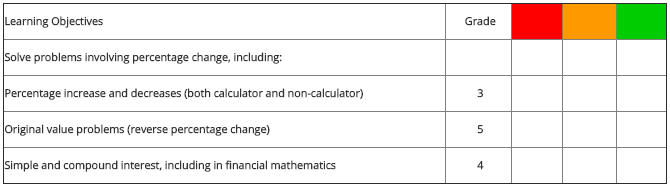 Learning Objectives Grade
Solve problems involving percentage change, including:
Percentage increase and decreases (both calculator and non-calculator) 3
Original value problems (reverse percentage change) 5
Simple and compound interest, including in financial mathematics 4